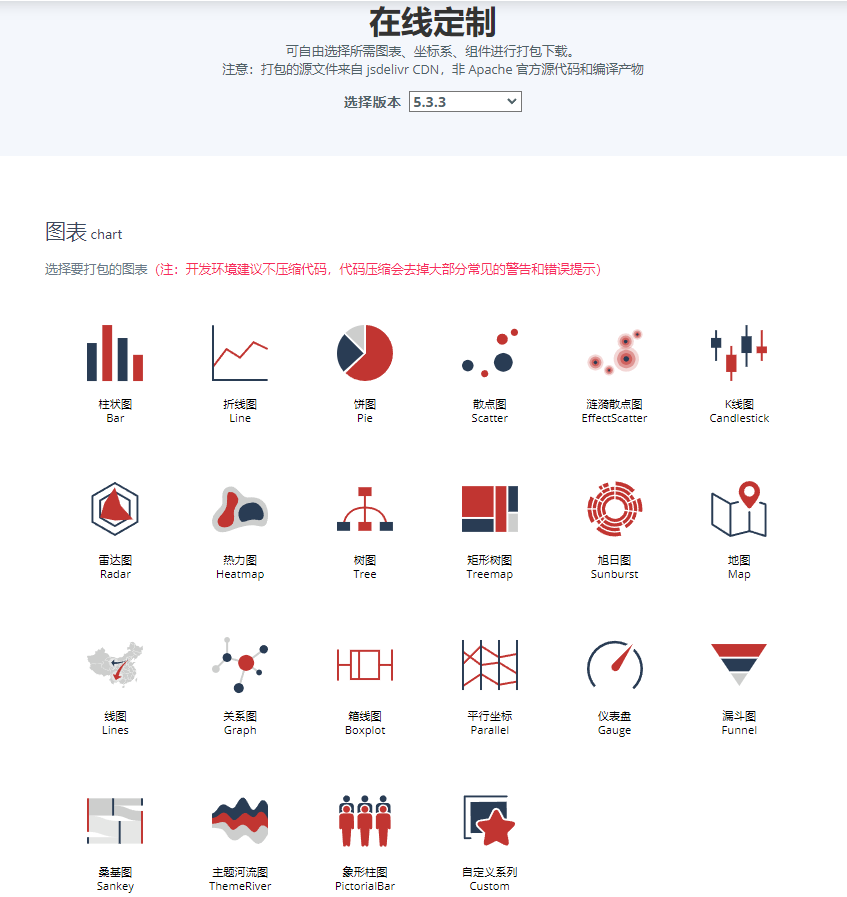 在线定制
可自由选择所需图表、坐标系、组件进行打包下载。
注意：打包的源文件来自 jsdelivr CDN，非 Apache 官方源代码和编译产物
选择版本 5.3.3
图表 chart
选择要打包的图表（注：开发环境建议不压缩代码，代码压缩会去掉大部分常见的警告和错误提示）
柱状图
Bar
折线图
Line
饼图
Pie
散点图
Scatter
涟漪散点图
EffectScatter
K线图
Candlestick
雷达图
Radar
热力图
Heatmap
树图
Tree
矩形树图
Treemap
旭日图
Sunburst
地图
Map
线图
Lines
关系图
Graph
箱线图
Boxplot
平行坐标
Parallel
仪表盘
Gauge
漏斗图
Funnel
桑基图
Sankey
主题河流图
ThemeRiver
象形柱图
PictorialBar
自定义系列
Custom